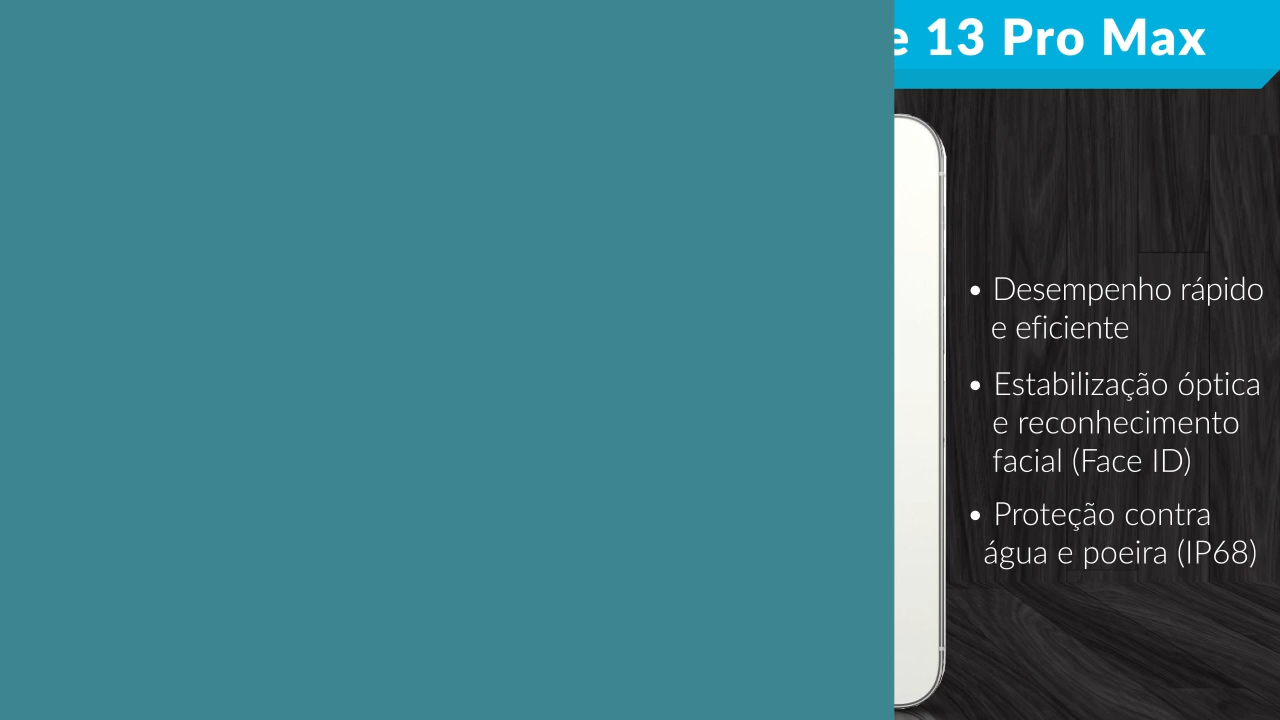 e 13 Pro Max
• Desempenho rápido
e eficiente
• Estabilização óptica
e reconhecimento
facial (Face ID)
• Proteção contra
água e poeira (IP68)